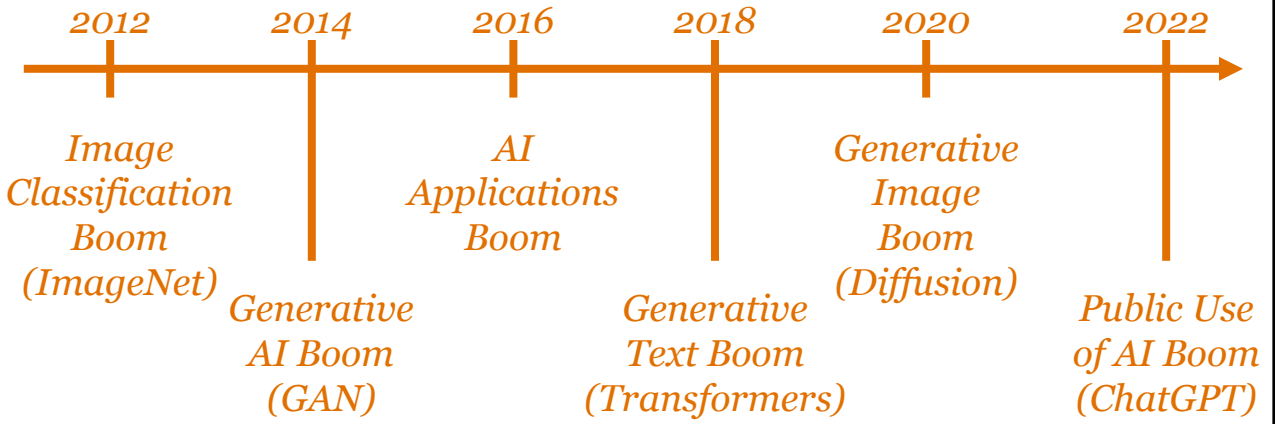 2012 2014 2016 2018 2020 2022
Image
Classification
Boom
(ImageNet)
Generative
AI Boom
(GAN)
AI
Applications
Boom
Generative
Text Boom
(Transformers)
Generative
Image
Boom
(Diffusion)
Public Use
of AI Boom
(ChatGPT)